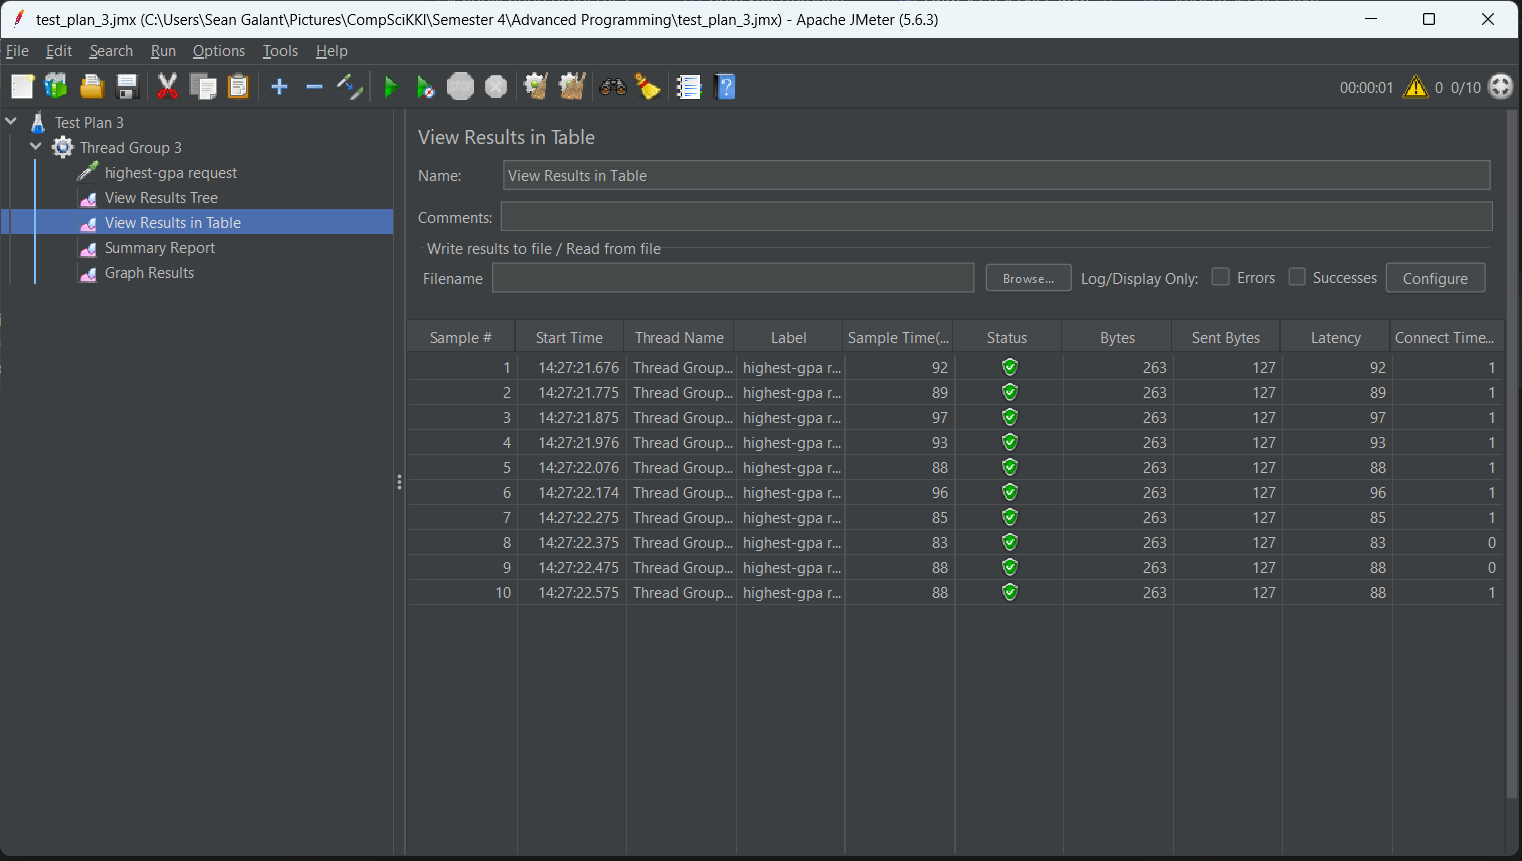 test_plan_3.jmx (C:\Users\Sean Galant\Pictures\CompSciKKI\Semester 4\Advanced Programming\test_plan_3.jmx) - Apache JMeter (5.6.3)
File Edit Search Run Options Tools Help
STOP 00:00:01 0 0/10
Test Plan 3
Thread Group 3
highest-gpa request
View Results Tree
View Results in Table
Summary Report
Graph Results
View Results in Table
Name: View Results in Table
Comments:
Write results to file / Read from file
Filename Browse... Log/Display Only: Errors Successes Configure
Sample # Start Time Thread Name Label Sample Time(... Status Bytes Sent Bytes Latency Connect Time...
1 14:27:21.676 Thread Group... highest-gpa r... 92 263 127 92 1
2 14:27:21.775 Thread Group... highest-gpa r... 89 263 127 89 1
3 14:27:21.875 Thread Group... highest-gpa r... 97 263 127 97 1
4 14:27:21.976 Thread Group... highest-gpa r... 93 263 127 93 1
5 14:27:22.076 Thread Group... highest-gpa r... 88 263 127 88 1
6 14:27:22.174 Thread Group... highest-gpa r... 96 263 127 96 1
7 14:27:22.275 Thread Group... highest-gpa r... 85 263 127 85 1
8 14:27:22.375 Thread Group... highest-gpa r... 83 263 127 83 0
9 14:27:22.475 Thread Group... highest-gpa r... 88 263 127 88 0
10 14:27:22.575 Thread Group... highest-gpa r... 88 263 127 88 1